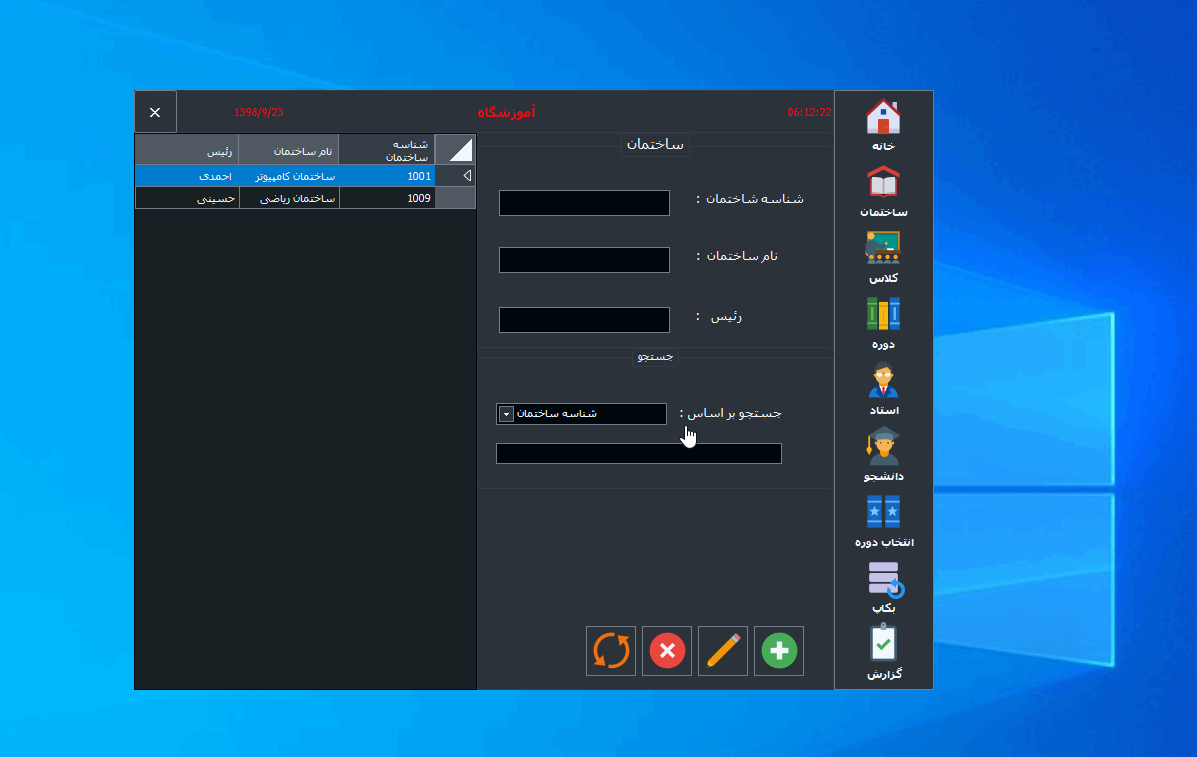 06:12:22
آموزشگاه
1398/9/23
خانه
ساختمان
کلاس
دوره
استاد
دانشجو
انتخاب دوره
بکاپ
گزارش
ساختمان
شناسه شاختمان :
نام ساختمان :
رئیس :
جستجو
جستجو بر اساس : شناسه ساختمان
شناسه ساختمان نام ساختمان رئیس
1001 ساختمان کامپیوتر احمدی
1009 ساختمان ریاضی حسینی